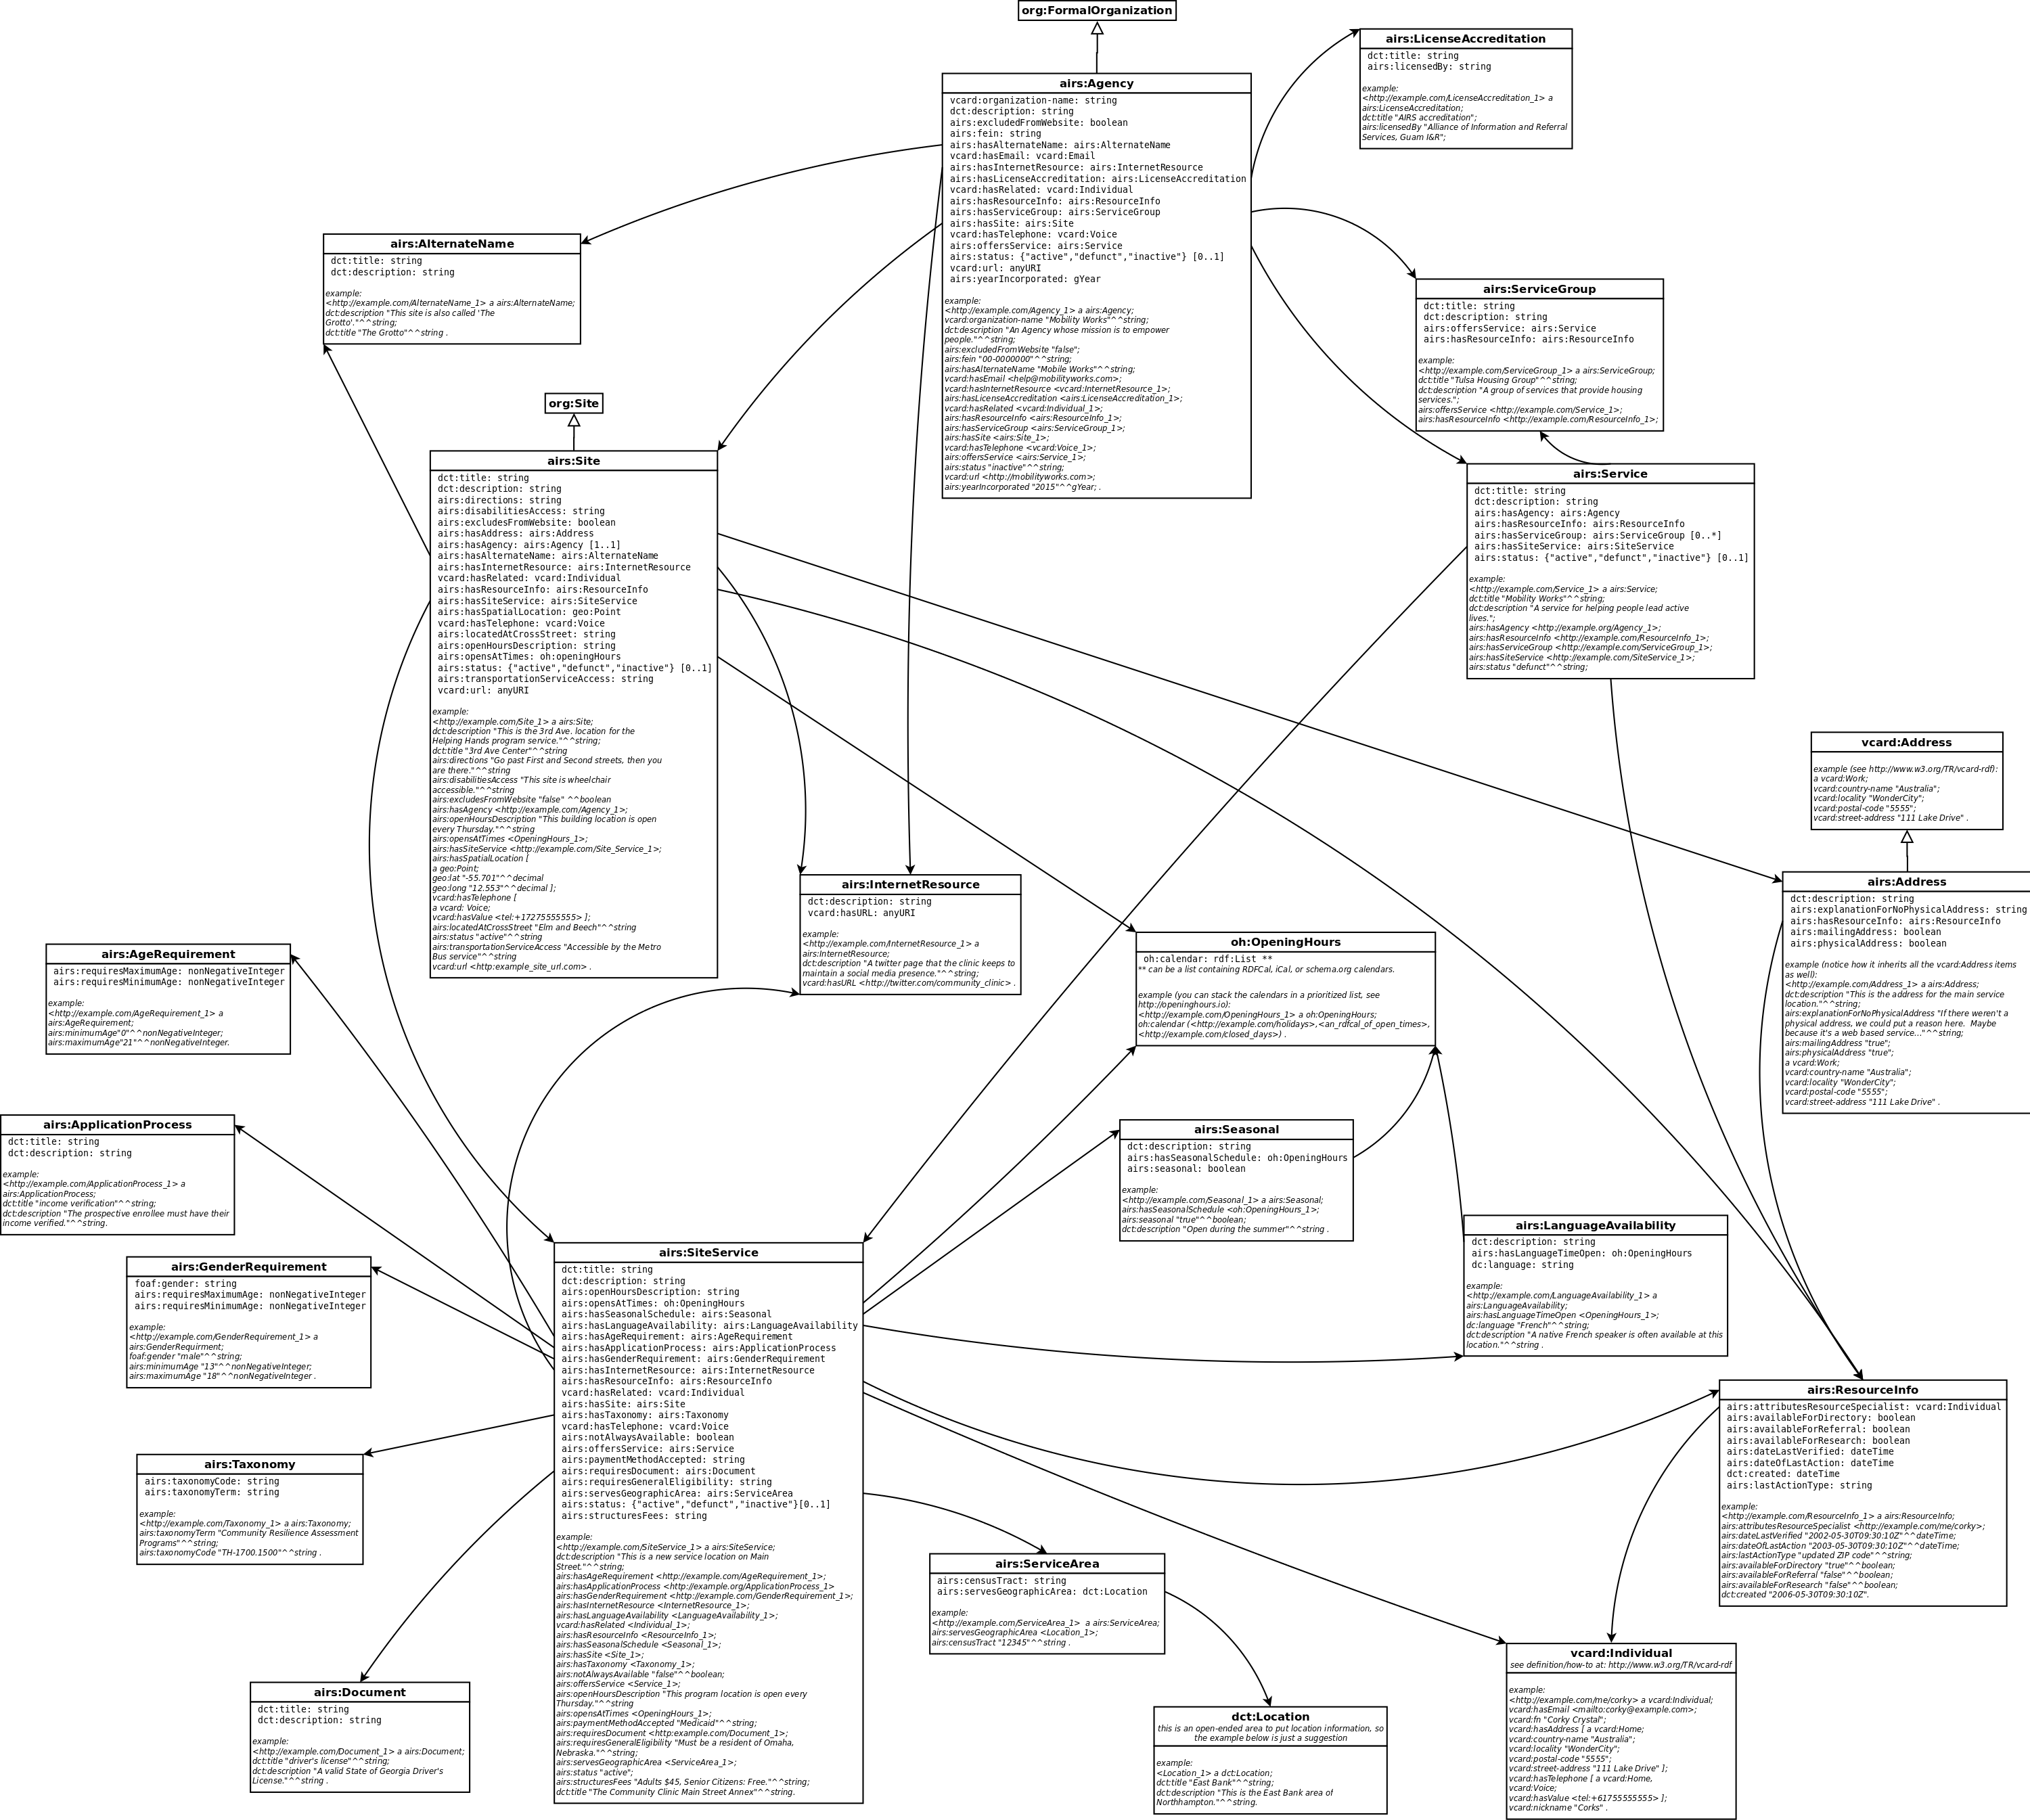 org:FormalOrganization
airs:Agency
vcard:organization-name: string
dct:description: string
airs:excludedFromWebsite: boolean
airs:fein: string
airs:hasAlternateName: airs:AlternateName
vcard:hasEmail: vcard:Email
airs:hasInternetResource: airs:InternetResource
airs:hasLicenseAccreditation: airs:LicenseAccreditation
vcard:hasRelated: vcard:Individual
airs:hasResourceInfo: airs:ResourceInfo
airs:hasServiceGroup: airs:ServiceGroup
airs:hasSite: airs:Site
vcard:hasTelephone: vcard:Voice
airs:offersService: airs:Service
airs:status: {"active","defunct","inactive"} [0..1]
vcard:url: anyURI
airs:yearIncorporated: gYear
example:
<http://example.com/Agency_1> a airs:Agency;
vcard:organization-name "Mobility Works"^^string;
dct:description "An Agency whose mission is to empower
people."^^string;
airs:excludedFromWebsite "false";
airs:fein "00-0000000"^^string;
airs:hasAlternateName "Mobile Works"^^string;
vcard:hasEmail <help@mobilityworks.com>;
vcard:hasInternetResource <vcard:InternetResource_1>;
airs:hasLicenseAccreditation <airs:LicenseAccreditation_1>;
vcard:hasRelated <vcard:Individual_1>;
airs:hasResourceInfo <airs:ResourceInfo_1>;
airs:hasServiceGroup <airs:ServiceGroup_1>;
airs:hasSite <airs:Site_1>;
vcard:hasTelephone <vcard:Voice_1>;
airs:offersService <airs:Service_1>;
airs:status "inactive"^^string;
vcard:url <http://mobilityworks.com>;
airs:yearIncorporated "2015"^^gYear; .
airs:LicenseAccreditation
dct:title: string
airs:licensedBy: string
example:
<http://example.com/LicenseAccreditation_1> a
airs:LicenseAccreditation;
dct:title "AIRS accreditation";
airs:licensedBy "Alliance of Information and Referral
Services, Guam I&R";
airs:AlternateName
dct:title: string
dct:description: string
example:
<http://example.com/AlternateName_1> a airs:AlternateName;
dct:description "This site is also called 'The
Grotto'."^^string;
dct:title "The Grotto"^^string .
airs:ServiceGroup
dct:title: string
dct:description: string
airs:offersService: airs:Service
airs:hasResourceInfo: airs:ResourceInfo
example:
<http://example.com/ServiceGroup_1> a airs:ServiceGroup;
dct:title "Tulsa Housing Group"^^string;
dct:description "A group of services that provide housing
services.";
airs:offersService <http://example.com/Service_1>;
airs:hasResourceInfo <http://example.com/ResourceInfo_1>;
org:Site
airs:Site
dct:title: string
dct:description: string
airs:directions: string
airs:disabilitiesAccess: string
airs:excludesFromWebsite: boolean
airs:hasAddress: airs:Address
airs:hasAgency: airs:Agency [1..1]
airs:hasAlternateName: airs:AlternateName
airs:hasInternetResource: airs:InternetResource
vcard:hasRelated: vcard:Individual
airs:hasResourceInfo: airs:ResourceInfo
airs:hasSiteService: airs:SiteService
airs:hasSpatialLocation: geo:Point
vcard:hasTelephone: vcard:Voice
airs:locatedAtCrossStreet: string
airs:openHoursDescription: string
airs:opensAtTimes: oh:openingHours
airs:status: {"active","defunct","inactive"} [0..1]
airs:transportationServiceAccess: string
vcard:url: anyURI
example:
<http://example.com/Site_1> a airs:Site;
dct:description "This is the 3rd Ave. location for the
Helping Hands program service."^^string;
dct:title "3rd Ave Center"^^string
airs:directions "Go past First and Second streets, then you
are there."^^string
airs:disabilitiesAccess "This site is wheelchair
accessible."^^string
airs:excludesFromWebsite "false" ^^boolean
airs:hasAgency <http://example.com/Agency_1>;
airs:openHoursDescription "This building location is open
every Thursday."^^string
airs:opensAtTimes <OpeningHours_1>;
airs:hasSiteService <http://example.com/Site_Service_1>;
airs:hasSpatialLocation [
a geo:Point;
geo:lat "-55.701"^^decimal
geo:long "12.553"^^decimal ];
vcard:hasTelephone [
a vcard: Voice;
vcard:hasValue <tel:+17275555555> ];
airs:locatedAtCrossStreet "Elm and Beech"^^string
airs:status "active"^^string
airs:transportationServiceAccess "Accessible by the Metro
Bus service"^^string
vcard:url <http:example_site_url.com> .
airs:Service
dct:title: string
dct:description: string
airs:hasAgency: airs:Agency
airs:hasResourceInfo: airs:ResourceInfo
airs:hasServiceGroup: airs:ServiceGroup [0..*]
airs:hasSiteService: airs:SiteService
airs:status: {"active","defunct","inactive"} [0..1]
example:
<http://example.com/Service_1> a airs:Service;
dct:title "Mobility Works"^^string;
dct:description "A service for helping people lead active
lives.";
airs:hasAgency <http://example.org/Agency_1>;
airs:hasResourceInfo <http://example.com/ResourceInfo_1>;
airs:hasServiceGroup <http://example.com/ServiceGroup_1>;
airs:hasSiteService <http://example.com/SiteService_1>;
airs:status "defunct"^^string;
vcard:Address
example (see http://www.w3.org/TR/vcard-rdf):
a vcard:Work;
vcard:country-name "Australia";
vcard:locality "WonderCity";
vcard:postal-code "5555";
vcard:street-address "111 Lake Drive" .
airs:Address
dct:description: string
airs:explanationForNoPhysicalAddress: string
airs:hasResourceInfo: airs:ResourceInfo
airs:mailingAddress: boolean
airs:physicalAddress: boolean
example (notice how it inherits all the vcard:Address items
as well):
<http://example.com/Address_1> a airs:Address;
dct:description "This is the address for the main service
location."^^string;
airs:explanationForNoPhysicalAddress "If there weren't a
physical address, we could put a reason here.  Maybe
because it's a web based service..."^^string;
airs:mailingAddress "true";
airs:physicalAddress "true";
a vcard:Work;
vcard:country-name "Australia";
vcard:locality "WonderCity";
vcard:postal-code "5555";
vcard:street-address "111 Lake Drive" .
airs:InternetResource
dct:description: string
vcard:hasURL: anyURI
example:
<http://example.com/InternetResource_1> a
airs:InternetResource;
dct:description "A twitter page that the clinic keeps to
maintain a social media presence."^^string;
vcard:hasURL <http://twitter.com/community_clinic> .
oh:OpeningHours
oh:calendar: rdf:List **
** can be a list containing RDFCal, iCal, or schema.org calendars.
example (you can stack the calendars in a prioritized list, see
http://openinghours.io):
<http://example.com/OpeningHours_1> a oh:OpeningHours;
oh:calendar (<http://example.com/holidays>,<an_rdfcal_of_open_times>,
<http://example.com/closed_days>) .
airs:AgeRequirement
airs:requiresMaximumAge: nonNegativeInteger
airs:requiresMinimumAge: nonNegativeInteger
example:
<http://example.com/AgeRequirement_1> a
airs:AgeRequirement;
airs:minimumAge"0"^^nonNegativeInteger;
airs:maximumAge"21"^^nonNegativeInteger.
airs:ApplicationProcess
dct:title: string
dct:description: string
example:
<http://example.com/ApplicationProcess_1> a
airs:ApplicationProcess;
dct:title "income verification"^^string;
dct:description "The prospective enrollee must have their
income verified."^^string.
airs:Seasonal
dct:description: string
airs:hasSeasonalSchedule: oh:OpeningHours
airs:seasonal: boolean
example:
<http://example.com/Seasonal_1> a airs:Seasonal;
airs:hasSeasonalSchedule <oh:OpeningHours_1>;
airs:seasonal "true"^^boolean;
dct:description "Open during the summer"^^string .
airs:LanguageAvailability
dct:description: string
airs:hasLanguageTimeOpen: oh:OpeningHours
dc:language: string
example:
<http://example.com/LanguageAvailability_1> a
airs:LanguageAvailability;
airs:hasLanguageTimeOpen <OpeningHours_1>;
dc:language "French"^^string;
dct:description "A native French speaker is often available at this
location."^^string .
airs:GenderRequirement
foaf:gender: string
airs:requiresMaximumAge: nonNegativeInteger
airs:requiresMinimumAge: nonNegativeInteger
example:
<http://example.com/GenderRequirement_1> a
airs:GenderRequirment;
foaf:gender "male"^^string;
airs:minimumAge "13"^^nonNegativeInteger;
airs:maximumAge "18"^^nonNegativeInteger .
airs:SiteService
dct:title: string
dct:description: string
airs:openHoursDescription: string
airs:opensAtTimes: oh:OpeningHours
airs:hasSeasonalSchedule: airs:Seasonal
airs:hasLanguageAvailability: airs:LanguageAvailability
airs:hasAgeRequirement: airs:AgeRequirement
airs:hasApplicationProcess: airs:ApplicationProcess
airs:hasGenderRequirement: airs:GenderRequirement
airs:hasInternetResource: airs:InternetResource
airs:hasResourceInfo: airs:ResourceInfo
vcard:hasRelated: vcard:Individual
airs:hasSite: airs:Site
airs:hasTaxonomy: airs:Taxonomy
vcard:hasTelephone: vcard:Voice
airs:notAlwaysAvailable: boolean
airs:offersService: airs:Service
airs:paymentMethodAccepted: string
airs:requiresDocument: airs:Document
airs:requiresGeneralEligibility: string
airs:servesGeographicArea: airs:ServiceArea
airs:status: {"active","defunct","inactive"}[0..1]
airs:structuresFees: string
example:
<http://example.com/SiteService_1> a airs:SiteService;
dct:description "This is a new service location on Main
Street."^^string;
airs:hasAgeRequirement <http://example.com/AgeRequirement_1>;
airs:hasApplicationProcess <http://example.org/ApplicationProcess_1>
airs:hasGenderRequirement <http://example.com/GenderRequirement_1>;
airs:hasInternetResource <InternetResource_1>;
airs:hasLanguageAvailability <LanguageAvailability_1>;
vcard:hasRelated <Individual_1>;
airs:hasResourceInfo <ResourceInfo_1>;
airs:hasSeasonalSchedule <Seasonal_1>;
airs:hasSite <Site_1>;
airs:hasTaxonomy <Taxonomy_1>;
airs:notAlwaysAvailable "false"^^boolean;
airs:offersService <Service_1>;
airs:openHoursDescription "This program location is open every
Thursday."^^string
airs:opensAtTimes <OpeningHours_1>;
airs:paymentMethodAccepted "Medicaid"^^string;
airs:requiresDocument <http:example.com/Document_1>;
airs:requiresGeneralEligibility "Must be a resident of Omaha,
Nebraska."^^string;
airs:servesGeographicArea <ServiceArea_1>;
airs:status "active";
airs:structuresFees "Adults $45, Senior Citizens: Free."^^string;
dct:title "The Community Clinic Main Street Annex"^^string.
airs:ResourceInfo
airs:attributesResourceSpecialist: vcard:Individual
airs:availableForDirectory: boolean
airs:availableForReferral: boolean
airs:availableForResearch: boolean
airs:dateLastVerified: dateTime
airs:dateOfLastAction: dateTime
dct:created: dateTime
airs:lastActionType: string
example:
<http://example.com/ResourceInfo_1> a airs:ResourceInfo;
airs:attributesResourceSpecialist <http://example.com/me/corky>;
airs:dateLastVerified "2002-05-30T09:30:10Z"^^dateTime;
airs:dateOfLastAction "2003-05-30T09:30:10Z"^^dateTime;
airs:lastActionType "updated ZIP code"^^string;
airs:availableForDirectory "true"^^boolean;
airs:availableForReferral "false"^^boolean;
airs:availableForResearch "false"^^boolean;
dct:created "2006-05-30T09:30:10Z".
airs:Taxonomy
airs:taxonomyCode: string
airs:taxonomyTerm: string
example:
<http://example.com/Taxonomy_1> a airs:Taxonomy;
airs:taxonomyTerm "Community Resilience Assessment
Programs"^^string;
airs:taxonomyCode "TH-1700.1500"^^string .
airs:ServiceArea
airs:censusTract: string
airs:servesGeographicArea: dct:Location
example:
<http://example.com/ServiceArea_1>  a airs:ServiceArea;
airs:servesGeographicArea <Location_1>;
airs:censusTract "12345"^^string .
airs:Document
dct:title: string
dct:description: string
example:
<http://example.com/Document_1> a airs:Document;
dct:title "driver's license"^^string;
dct:description "A valid State of Georgia Driver's
License."^^string .
dct:Location
this is an open-ended area to put location information, so
the example below is just a suggestion
example:
<Location_1> a dct:Location;
dct:title "East Bank"^^string;
dct:description "This is the East Bank area of
Northhampton."^^string.
vcard:Individual
see definition/how-to at: http://www.w3.org/TR/vcard-rdf
example:
<http://example.com/me/corky> a vcard:Individual;
vcard:hasEmail <mailto:corky@example.com>;
vcard:fn "Corky Crystal";
vcard:hasAddress [ a vcard:Home;
vcard:country-name "Australia";
vcard:locality "WonderCity";
vcard:postal-code "5555";
vcard:street-address "111 Lake Drive" ];
vcard:hasTelephone [ a vcard:Home,
vcard:Voice;
vcard:hasValue <tel:+61755555555> ];
vcard:nickname "Corks" .